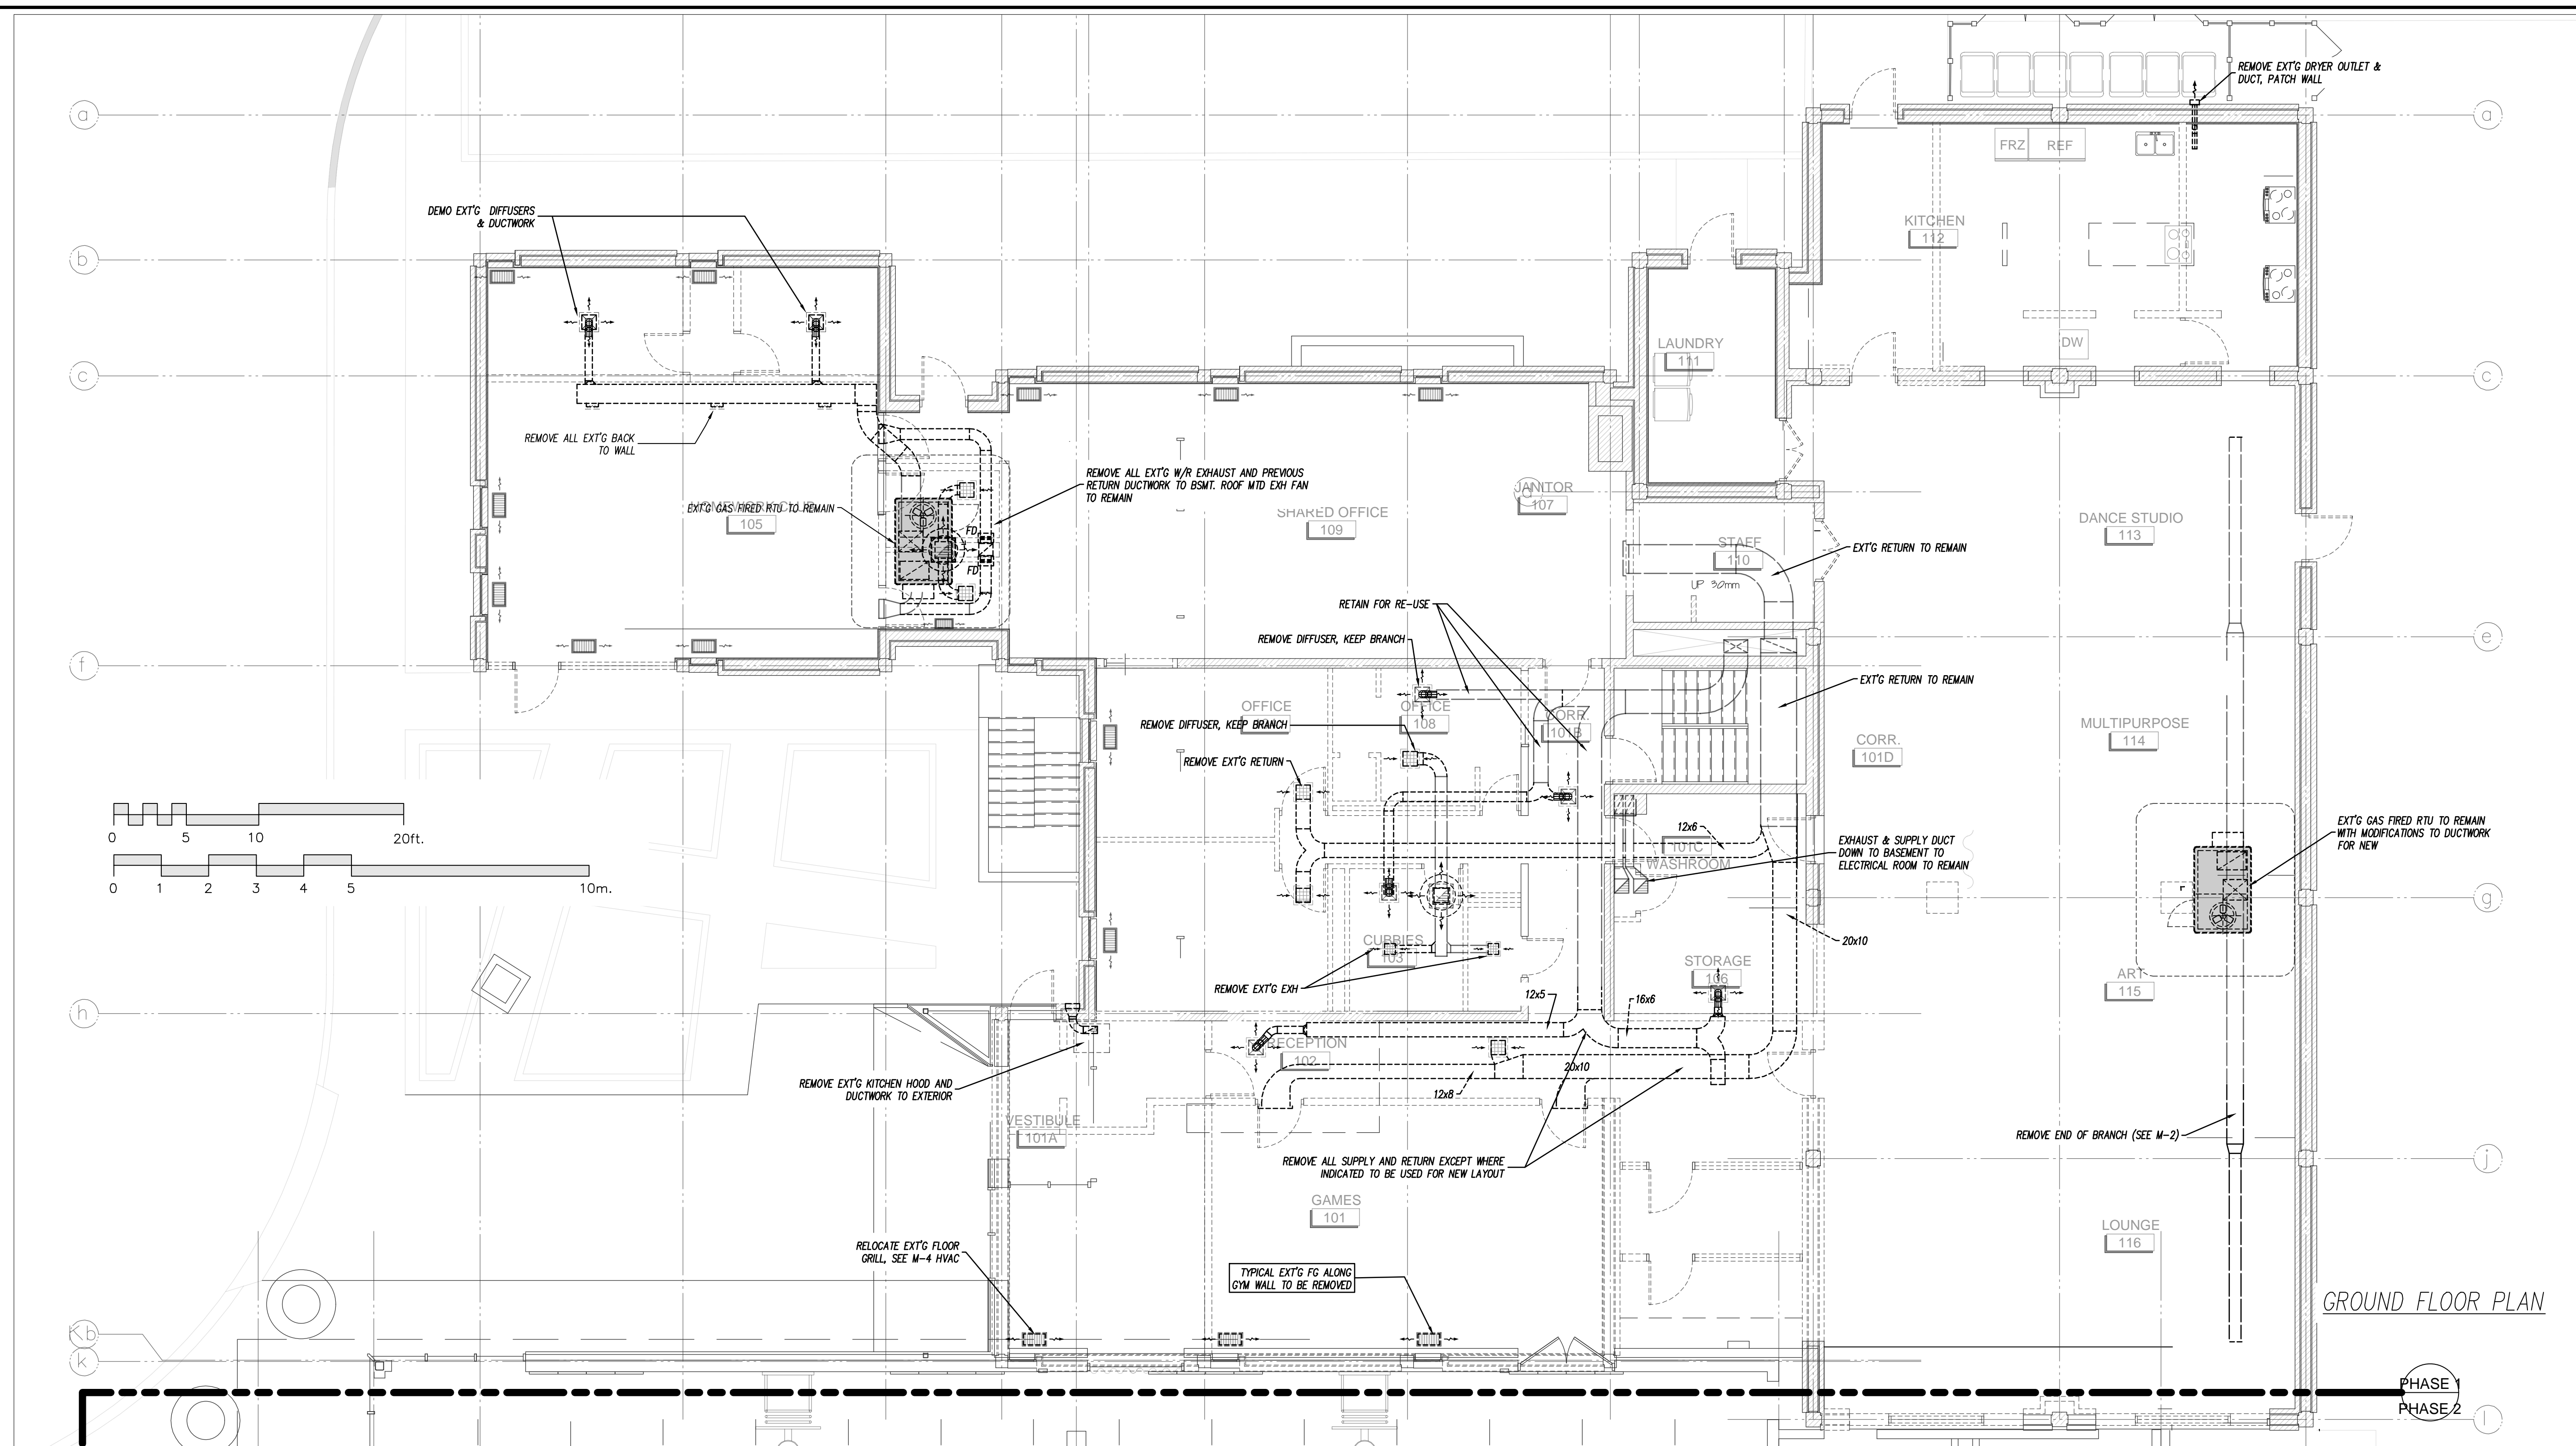 REMOVE EXT'G DRYER OUTLET &
DUCT, PATCH WALL
a
a
FRZ
REF
DEMO EXT'G DIFFUSERS
& DUCTWORK
KITCHEN
112
b
LAUNDRY
111
DW
c
c
REMOVE ALL EXT'G BACK
TO WALL
REMOVE ALL EXT'G W/R EXHAUST AND PREVIOUS
RETURN DUCTWORK TO BSMT. ROOF MTD EXH FAN
TO REMAIN
JANITOR
107
d
EXT'G GAS FIRED RTU TO REMAIN
105
SHARED OFFICE
109
DANCE STUDIO
113
FD
FD
STAFF
110
UP 30mm
EXT'G RETURN TO REMAIN
RETAIN FOR RE-USE
REMOVE DIFFUSER, KEEP BRANCH
e
f
EXT'G RETURN TO REMAIN
OFFICE
OFFICE
108
CORR.
101B
REMOVE DIFFUSER, KEEP BRANCH
MULTIPURPOSE
114
CORR.
101D
REMOVE EXT'G RETURN
0
5
10
20ft.
0
1
2
3
4
5
10m.
12x6
101C
WASHROOM
EXHAUST & SUPPLY DUCT
DOWN TO BASEMENT TO
ELECTRICAL ROOM TO REMAIN
EXT'G GAS FIRED RTU TO REMAIN
WITH MODIFICATIONS TO DUCTWORK
FOR NEW
g
20x10
CUBBIES
103
STORAGE
106
ART
115
REMOVE EXT'G EXH
12x5
16x6
h
RECEPTION
102
20x10
12x8
REMOVE EXT'G KITCHEN HOOD AND
DUCTWORK TO EXTERIOR
VESTIBULE
101A
REMOVE END OF BRANCH (SEE M-2)
REMOVE ALL SUPPLY AND RETURN EXCEPT WHERE
INDICATED TO BE USED FOR NEW LAYOUT
j
GAMES
101
LOUNGE
116
RELOCATE EXT'G FLOOR
GRILL, SEE M-4 HVAC
TYPICAL EXT'G FG ALONG
GYM WALL TO BE REMOVED
GROUND FLOOR PLAN
Kb
k
PHASE 1
PHASE 2
l